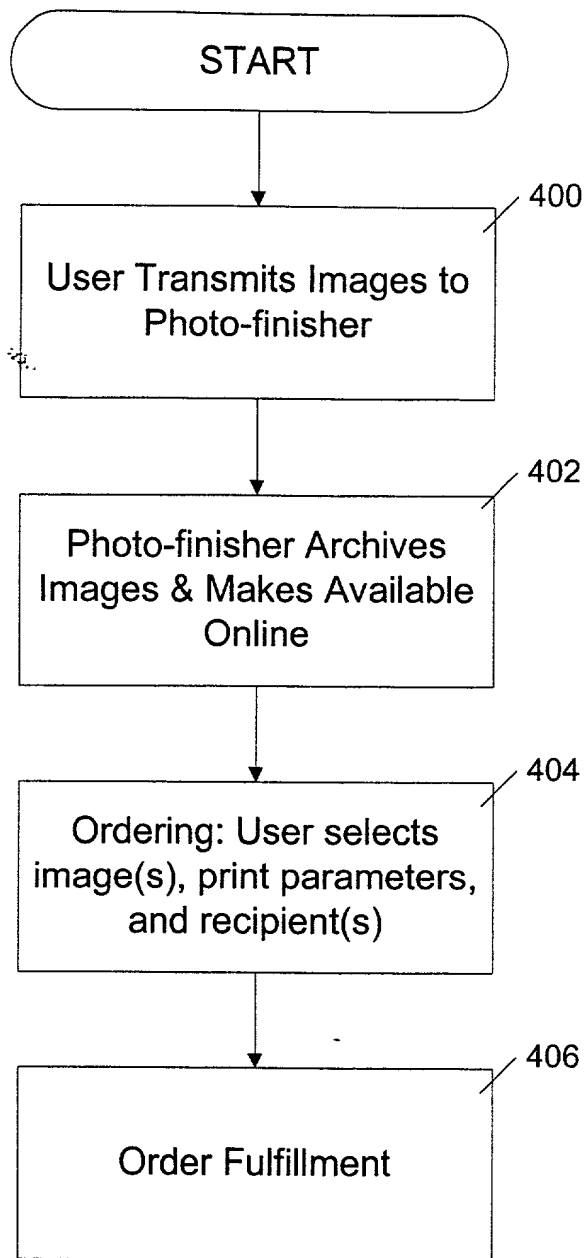 START
400
User Transmits Images to
Photo-finisher
402
Photo-finisher Archives
Images & Makes Available
Online
404
Ordering: User selects
image(s), print parameters,
and recipient(s)
406
Order Fulfillment